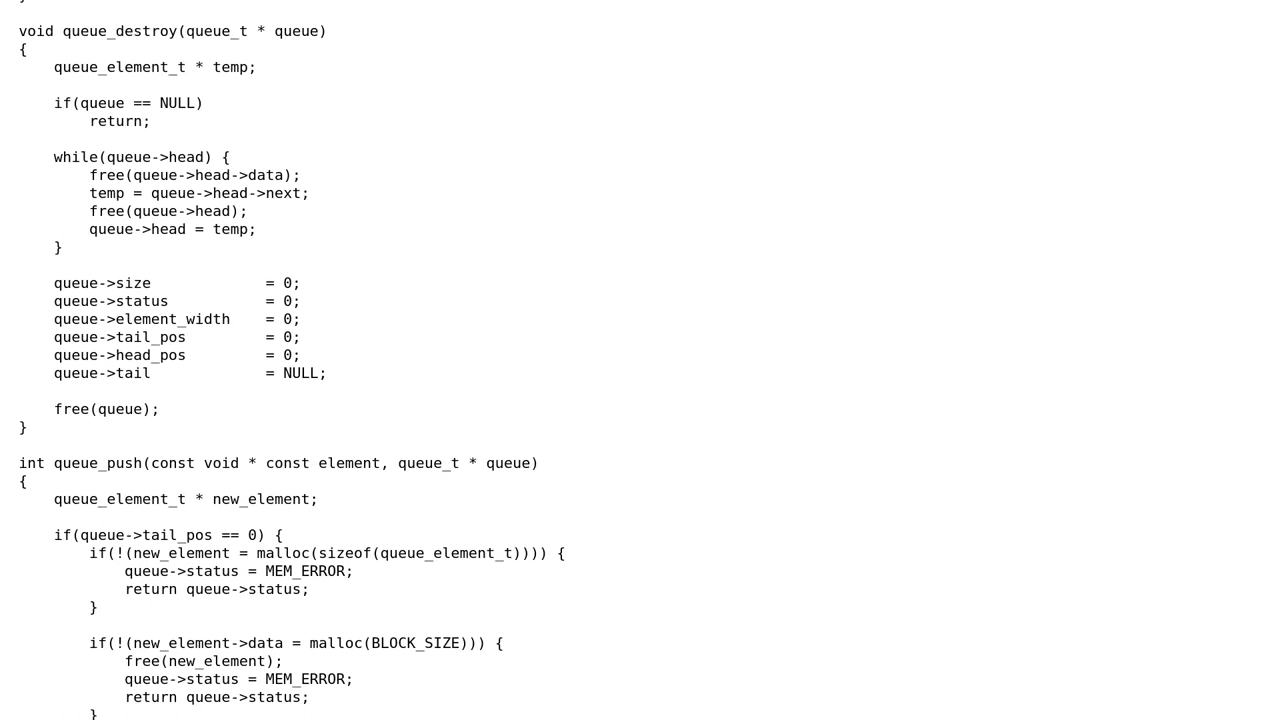 }
void queue_destroy(queue_t * queue)
{
    queue_element_t * temp;

    if(queue == NULL)
        return;

    while(queue->head) {
        free(queue->head->data);
        temp = queue->head->next;
        free(queue->head);
        queue->head = temp;
    }

    queue->size             = 0;
    queue->status           = 0;
    queue->element_width    = 0;
    queue->tail_pos         = 0;
    queue->head_pos         = 0;
    queue->tail             = NULL;

    free(queue);
}

int queue_push(const void * const element, queue_t * queue)
{
    queue_element_t * new_element;

    if(queue->tail_pos == 0) {
        if(!(new_element = malloc(sizeof(queue_element_t)))) {
            queue->status = MEM_ERROR;
            return queue->status;
        }

        if(!(new_element->data = malloc(BLOCK_SIZE))) {
            free(new_element);
            queue->status = MEM_ERROR;
            return queue->status;
        }